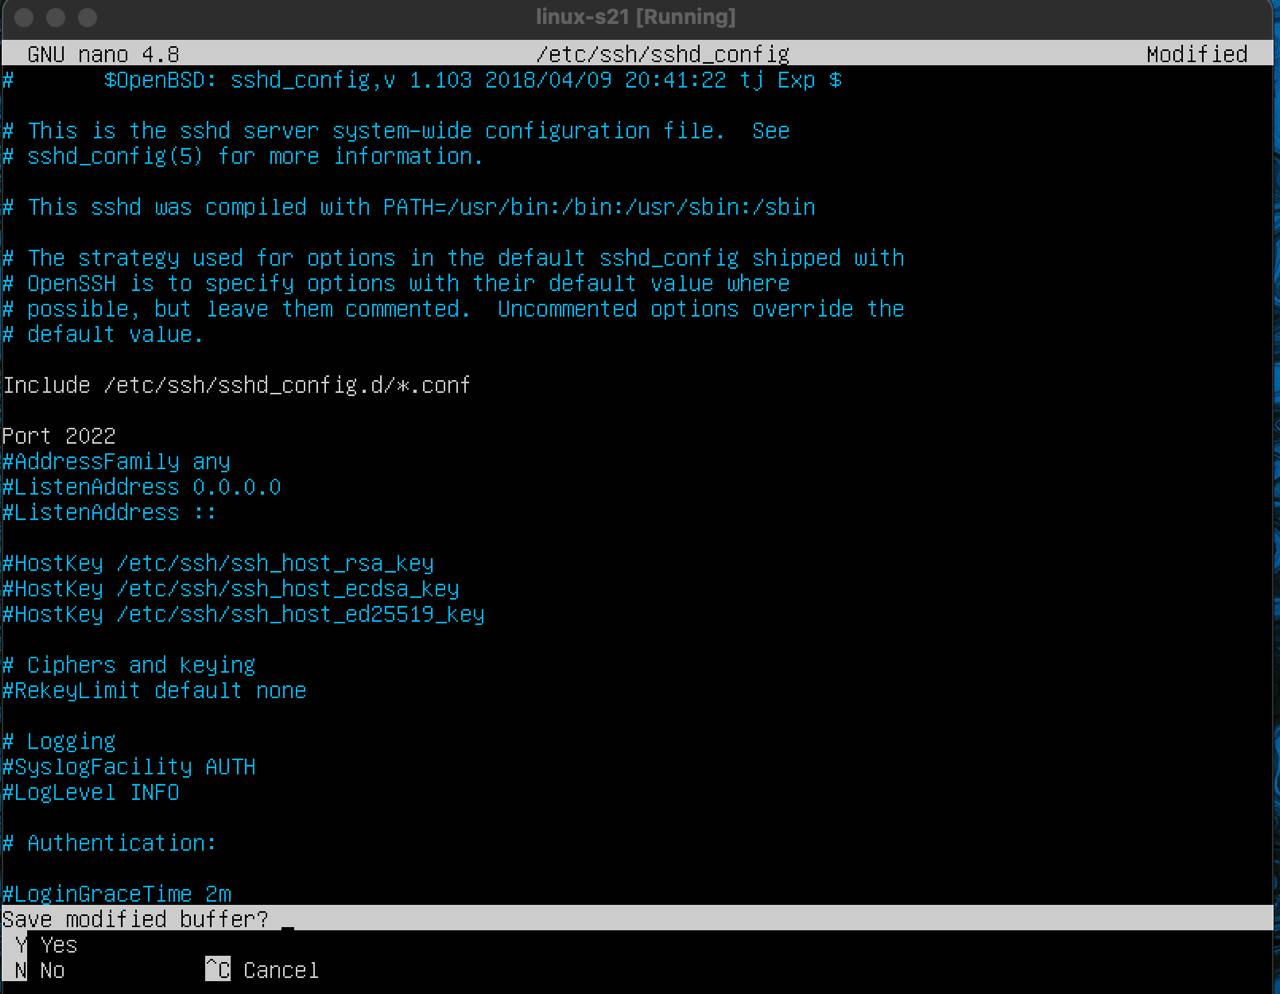 linux-s21 [Running]
GNU nano 4.8 /etc/ssh/sshd_config Modified
# $OpenBSD: sshd_config,v 1.103 2018/04/09 20:41:22 tj Exp $
# This is the sshd server system-wide configuration file.  See
# sshd_config(5) for more information.
# This sshd was compiled with PATH=/usr/bin:/bin:/usr/sbin:/sbin
# The strategy used for options in the default sshd_config shipped with
# OpenSSH is to specify options with their default value where
# possible, but leave them commented.  Uncommented options override the
# default value.
Include /etc/ssh/sshd_config.d/*.conf
Port 2022
#AddressFamily any
#ListenAddress 0.0.0.0
#ListenAddress ::
#HostKey /etc/ssh/ssh_host_rsa_key
#HostKey /etc/ssh/ssh_host_ecdsa_key
#HostKey /etc/ssh/ssh_host_ed25519_key
# Ciphers and keying
#RekeyLimit default none
# Logging
#SyslogFacility AUTH
#LogLevel INFO
# Authentication:
#LoginGraceTime 2m
Save modified buffer?
Y Yes
N No ^C Cancel